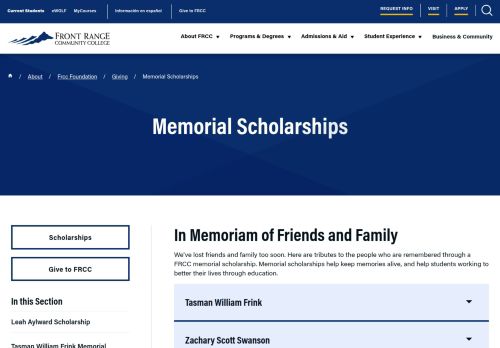 Current Students eWOLF MyCourses Información en español Give to FRCC REQUEST INFO VISIT APPLY
FRONT RANGE
COMMUNITY COLLEGE
About FRCC Programs & Degrees Admissions & Aid Student Experience Business & Community
/ About / Frcc Foundation / Giving / Memorial Scholarships
Memorial Scholarships
Scholarships
Give to FRCC
In this Section
Leah Aylward Scholarship
Tasman William Frink Memorial
In Memoriam of Friends and Family
We've lost friends and family too soon. Here are tributes to the people who are remembered through a
FRCC memorial scholarship. Memorial scholarships help keep memories alive, and help students working to
better their lives through education.
Tasman William Frink
Zachary Scott Swanson